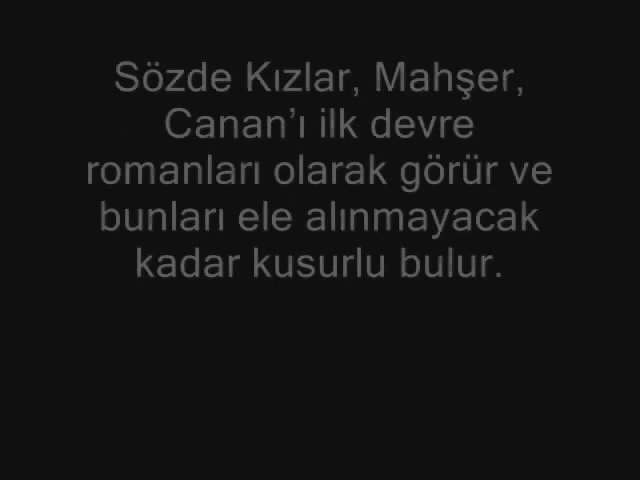 Sözde Kızlar, Mahşer,
Canan’ı ilk devre
romanları olarak görür ve
bunları ele alınmayacak
kadar kusurlu bulur.